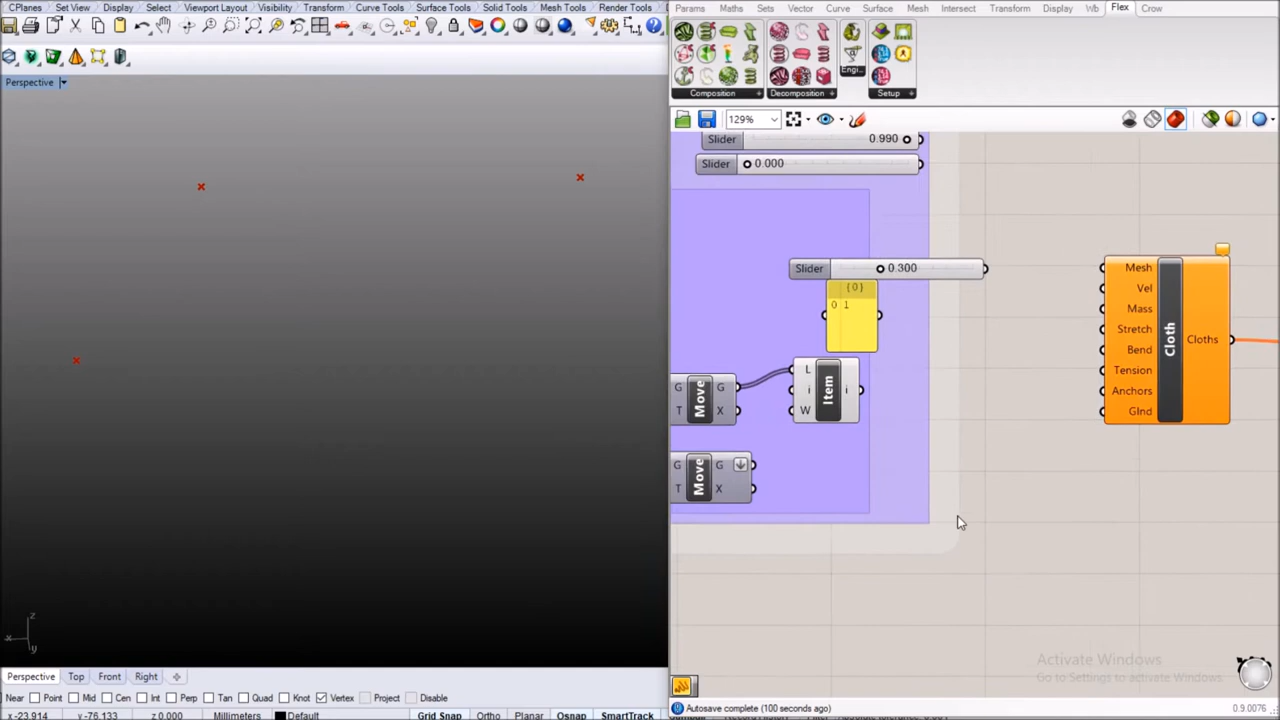 CPlanes Display Select Viewport Layout Visibility Transform Curve Tools Surface Tools Solid Tools Mesh Tools Render Tools
Params Maths Sets Vector Curve Surface Mesh Intersect Transform Display Wb Flex Crow
Engi...
Composition + Decomposition + Setup +
Perspective
129%
Slider 0.990
Slider 0.000
Slider 0.300
{0}
0 1
G T Move G X
L i W Item i
G T Move G X
Mesh
Vel
Mass
Stretch
Bend
Tension
Anchors
GInd
Cloth
Cloths
z
x
y
Activate Windows
Go to Settings to activate Windows.
Perspective Top Front Right
Near Point Mid Cen Int Perp Tan Quad Knot Vertex Project Disable
x -23.914 y -76.133 z 0.000 Millimeters Default Grid Snap Ortho Planar Osnap SmartTrack
Autosave complete (100 seconds ago)
0.9.0076